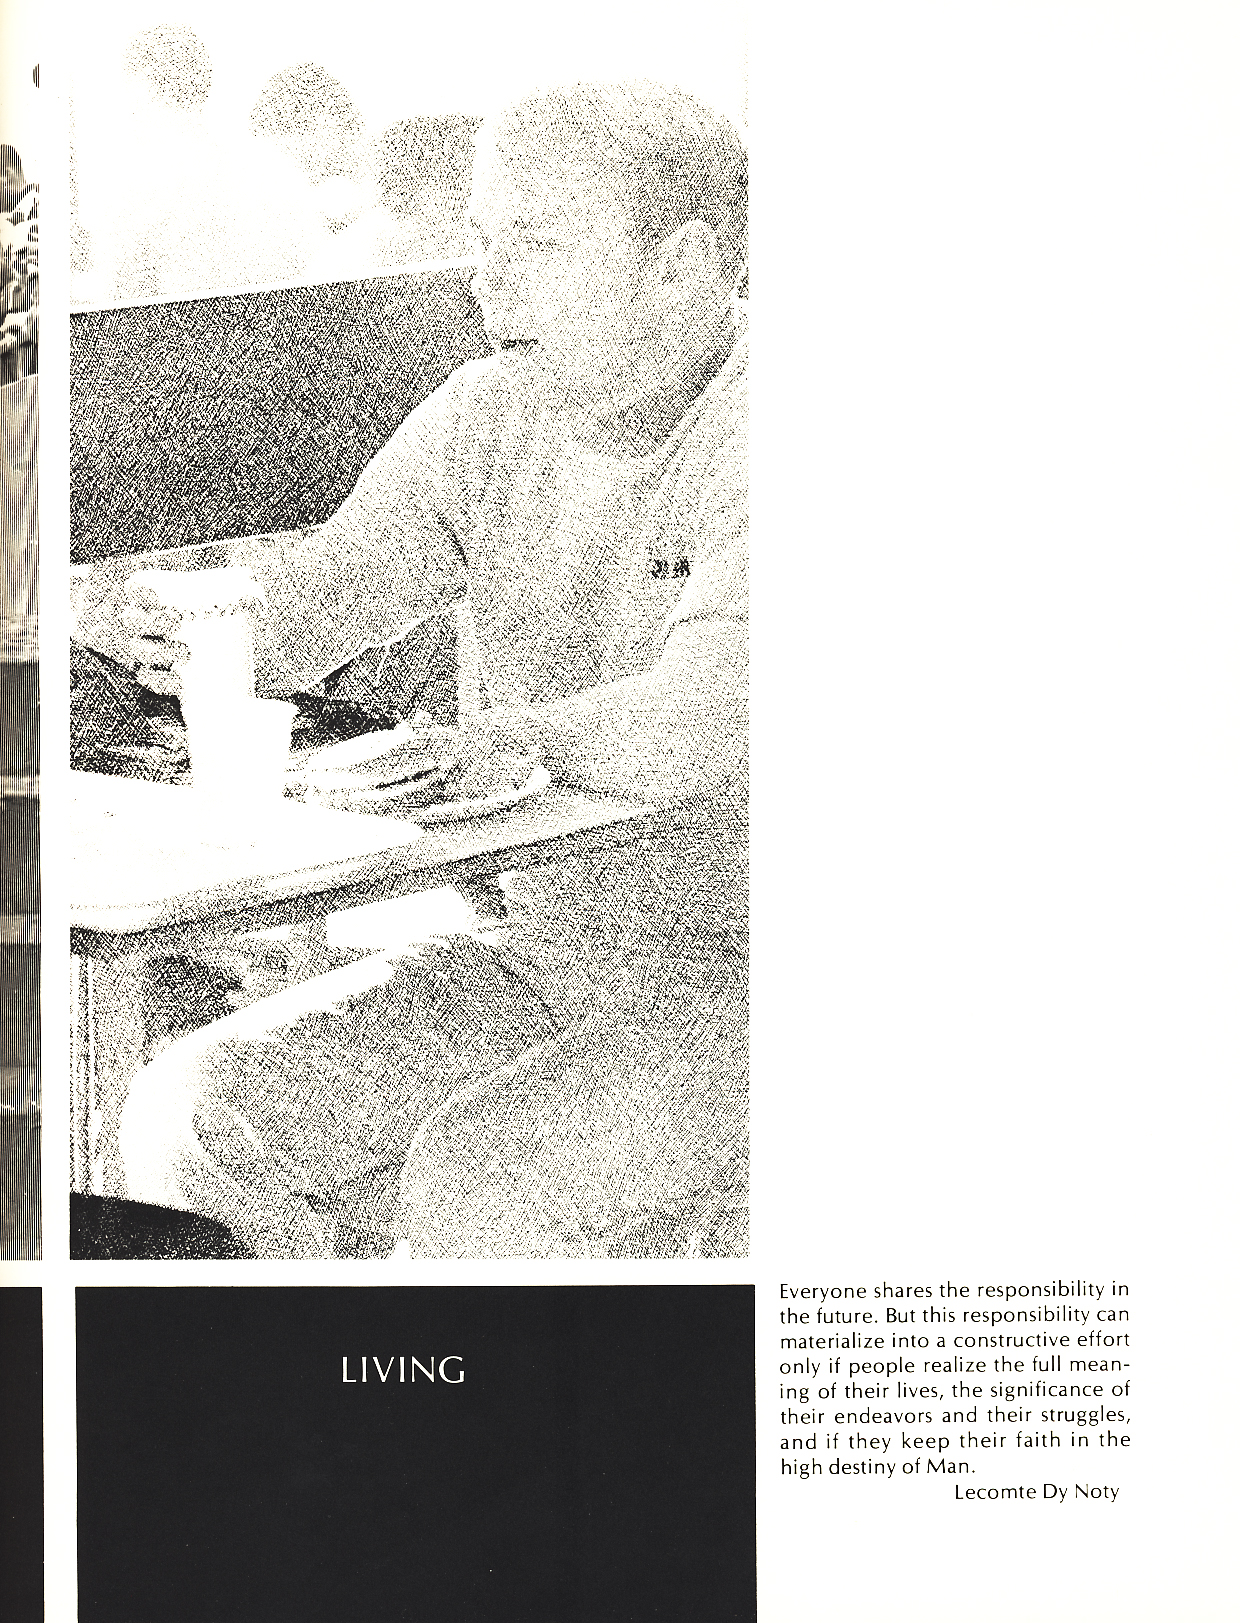 LIVING
Everyone shares the responsibility in
the future. But this responsibility can
materialize into a constructive effort
only if people realize the full mean-
ing of their lives, the significance of
their endeavors and their struggles,
and if they keep their faith in the
high destiny of Man.
Lecomte Dy Noty